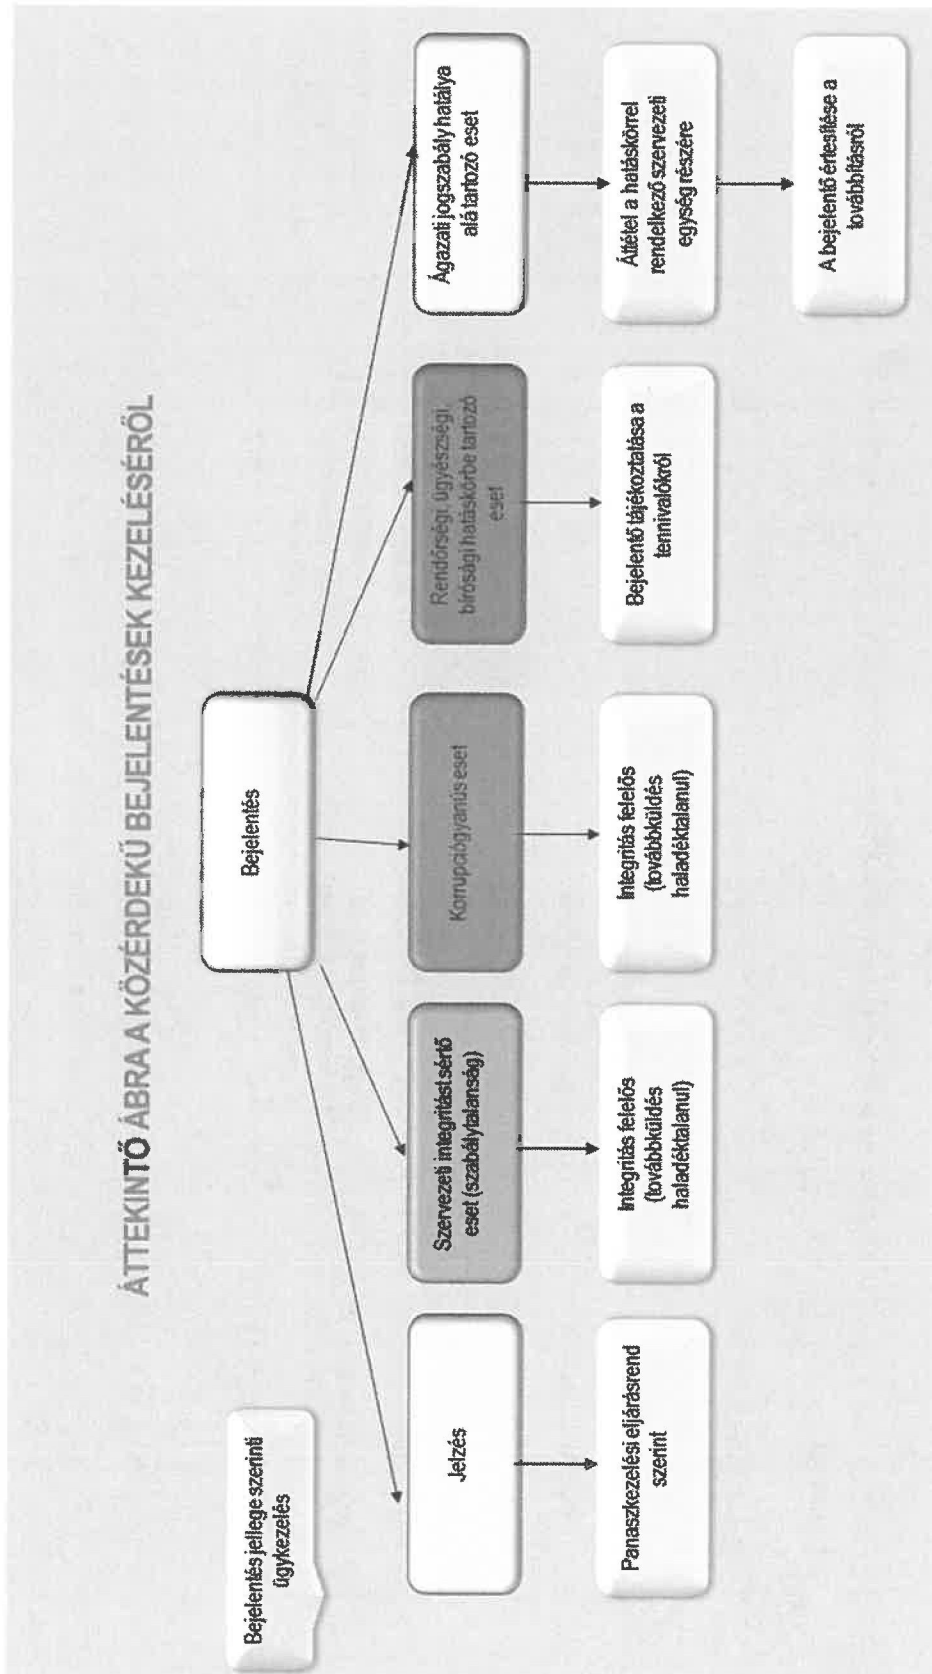 ÁTTEKINTŐ ÁBRA A KÖZÉRDEKŰ BEJELENTÉSEK KEZELÉSÉRŐL
Bejelentés jellege szerinti
ügykezelés
Bejelentés
Jelzés
Szervezeti integritást sértő
eset (szabálytalanság)
Korrupciógyanús eset
Rendőrségi, ügyészségi,
bírósági hatáskörbe tartozó
eset
Ágazati jogszabály hatálya
alá tartozó eset
Panaszkezelési eljárásrend
szerint
Integritás felelős
(továbbküldés
haladéktalanul)
Integritás felelős
(továbbküldés
haladéktalanul)
Bejelentő tájékoztatása a
tennivalókról
Áttétel a hatáskörrel
rendelkező szervezeti
egység részére
A bejelentő értesítése a
továbbításról